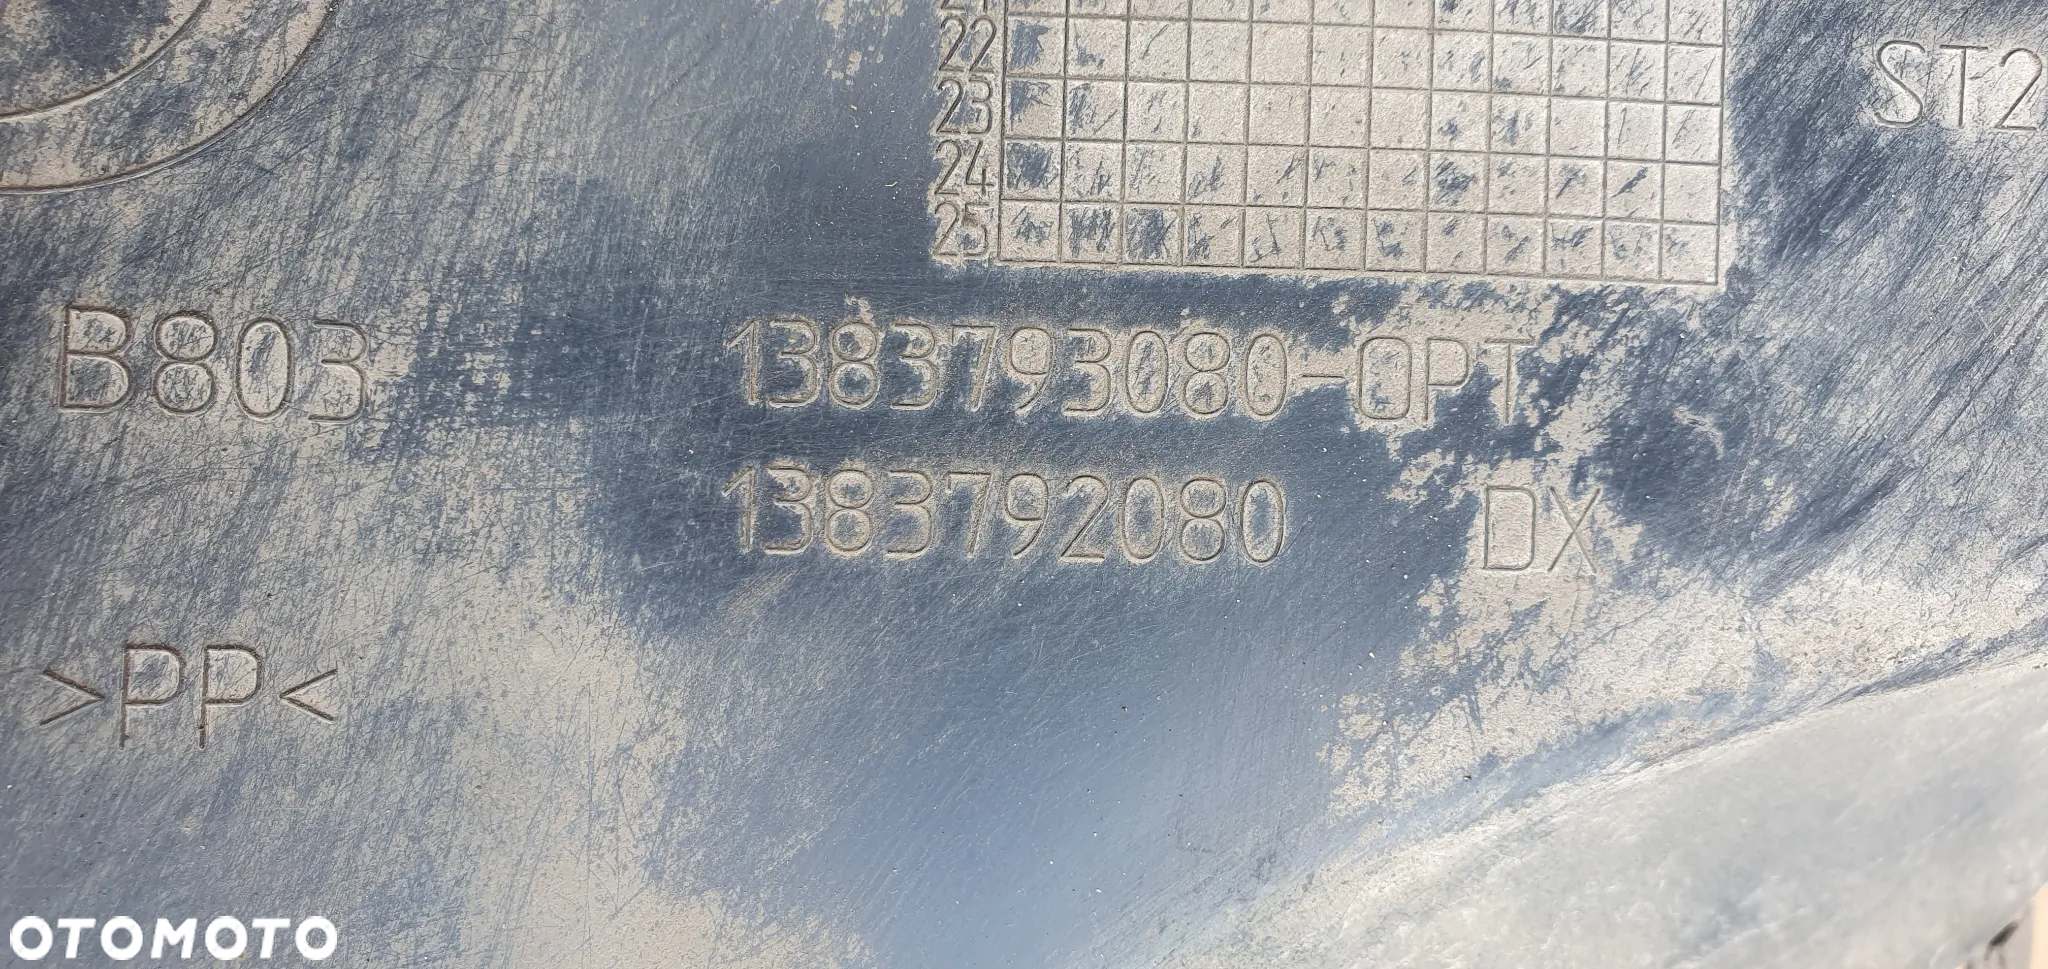 22
ST2
23
24
25
B803
1383793080-OPT
1383792080 DX
>PP<
OTOMOTO